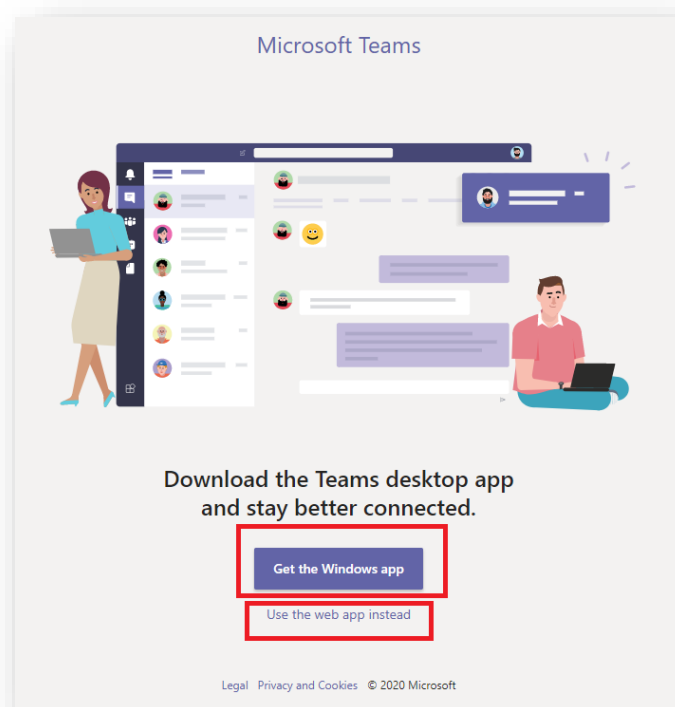 Microsoft Teams
Download the Teams desktop app
and stay better connected.
Get the Windows app
Use the web app instead
Legal Privacy and Cookies © 2020 Microsoft